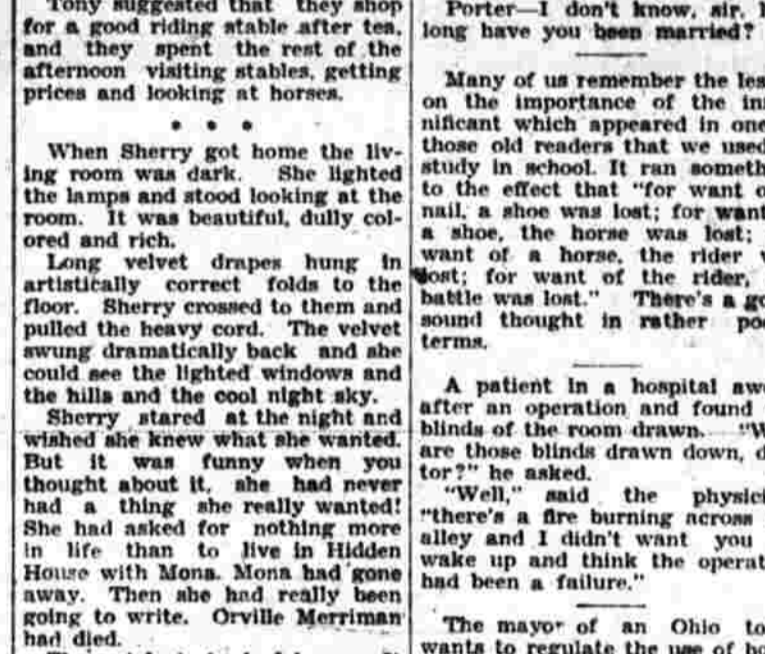 Tony suggested that they shop
for a good riding stable after tea,
and they spent the rest of the
afternoon visiting stables, getting
prices and looking at horses.
• • •
When Sherry got home the liv-
ing room was dark. She lighted
the lamps and stood looking at the
room. It was beautiful, dully col-
ored and rich.
Long velvet drapes hung in
artistically correct folds to the
floor. Sherry crossed to them and
pulled the heavy cord. The velvet
swung dramatically back and she
could see the lighted windows and
the hills and the cool night sky.
Sherry stared at the night and
wished she knew what she wanted.
But it was funny when you
thought about it, she had never
had a thing she really wanted!
She had asked for nothing more
in life than to live in Hidden
House with Mona. Mona had gone
away. Then she had really been
going to write. Orville Merriman
had died.
Porter—I don't know, sir,
long have you been married?
Many of us remember the les
on the importance of the in
nificant which appeared in one
those old readers that we used
study in school. It ran someth
to the effect that "for want o
nail, a shoe was lost; for want
a shoe, the horse was lost;
want of a horse, the rider
lost; for want of the rider,
battle was lost." There's a go
sound thought in rather po
terms.
A patient in a hospital aw
after an operation and found
blinds of the room drawn. "W
are those blinds drawn down, d
tor?" he asked.
"Well," said the physici
"there's a fire burning across
alley and I didn't want you
wake up and think the operat
had been a failure."
The mayor of an Ohio to
wants to regulate the use of